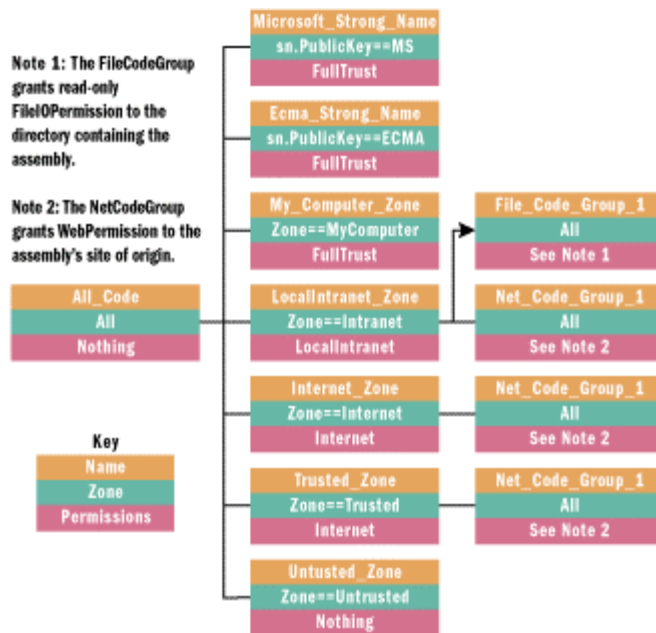 Note 1: The FileCodeGroup
grants read-only
FileIOPermission to the
directory containing the
assembly.
Note 2: The NetCodeGroup
grants WebPermission to the
assembly's site of origin.
All_Code
All
Nothing
Key
Name
Zone
Permissions
Microsoft_Strong_Name
sn.PublicKey==MS
FullTrust
Ecma_Strong_Name
sn.PublicKey==ECMA
FullTrust
My_Computer_Zone
Zone==MyComputer
FullTrust
LocalIntranet_Zone
Zone==Intranet
LocalIntranet
Internet_Zone
Zone==Internet
Internet
Trusted_Zone
Zone==Trusted
Internet
Untusted_Zone
Zone==Untrusted
Nothing
File_Code_Group_1
All
See Note 1
Net_Code_Group_1
All
See Note 2
Net_Code_Group_1
All
See Note 2
Net_Code_Group_1
All
See Note 2